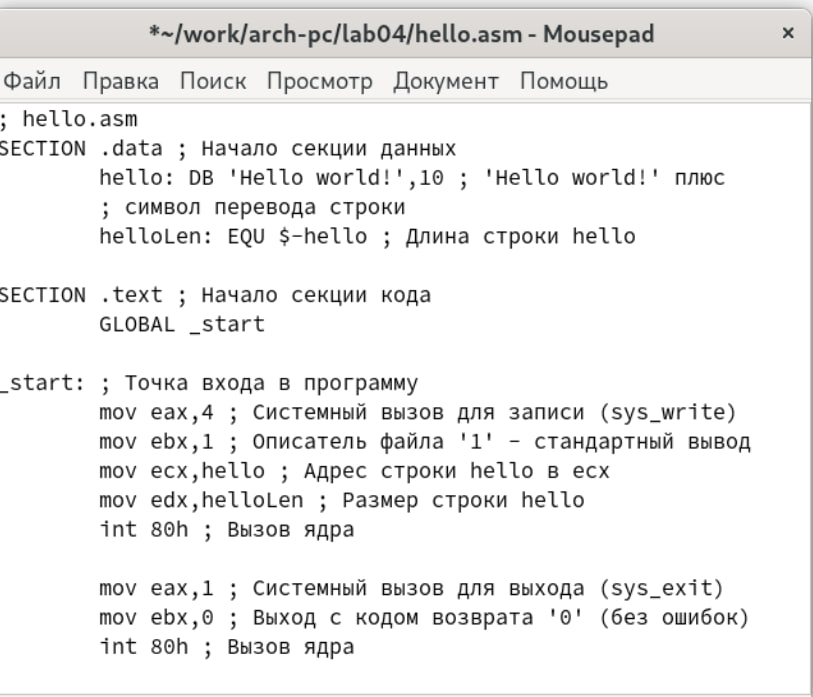 *~/work/arch-pc/lab04/hello.asm - Mousepad ×
Файл Правка Поиск Просмотр Документ Помощь
; hello.asm
SECTION .data ; Начало секции данных
hello: DB 'Hello world!',10 ; 'Hello world!' плюс
; символ перевода строки
helloLen: EQU $-hello ; Длина строки hello
SECTION .text ; Начало секции кода
GLOBAL _start
_start: ; Точка входа в программу
mov eax,4 ; Системный вызов для записи (sys_write)
mov ebx,1 ; Описатель файла '1' - стандартный вывод
mov ecx,hello ; Адрес строки hello в ecx
mov edx,helloLen ; Размер строки hello
int 80h ; Вызов ядра
mov eax,1 ; Системный вызов для выхода (sys_exit)
mov ebx,0 ; Выход с кодом возврата '0' (без ошибок)
int 80h ; Вызов ядра